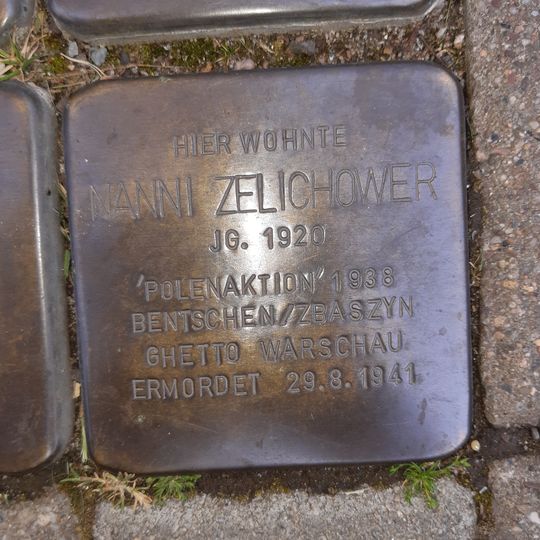 HIER WOHNTE
NANNI ZELICHOWER
JG. 1920
'POLENAKTION' 1938
BENTSCHEN/ZBASZYN
GHETTO WARSCHAU
ERMORDET 29.8.1941